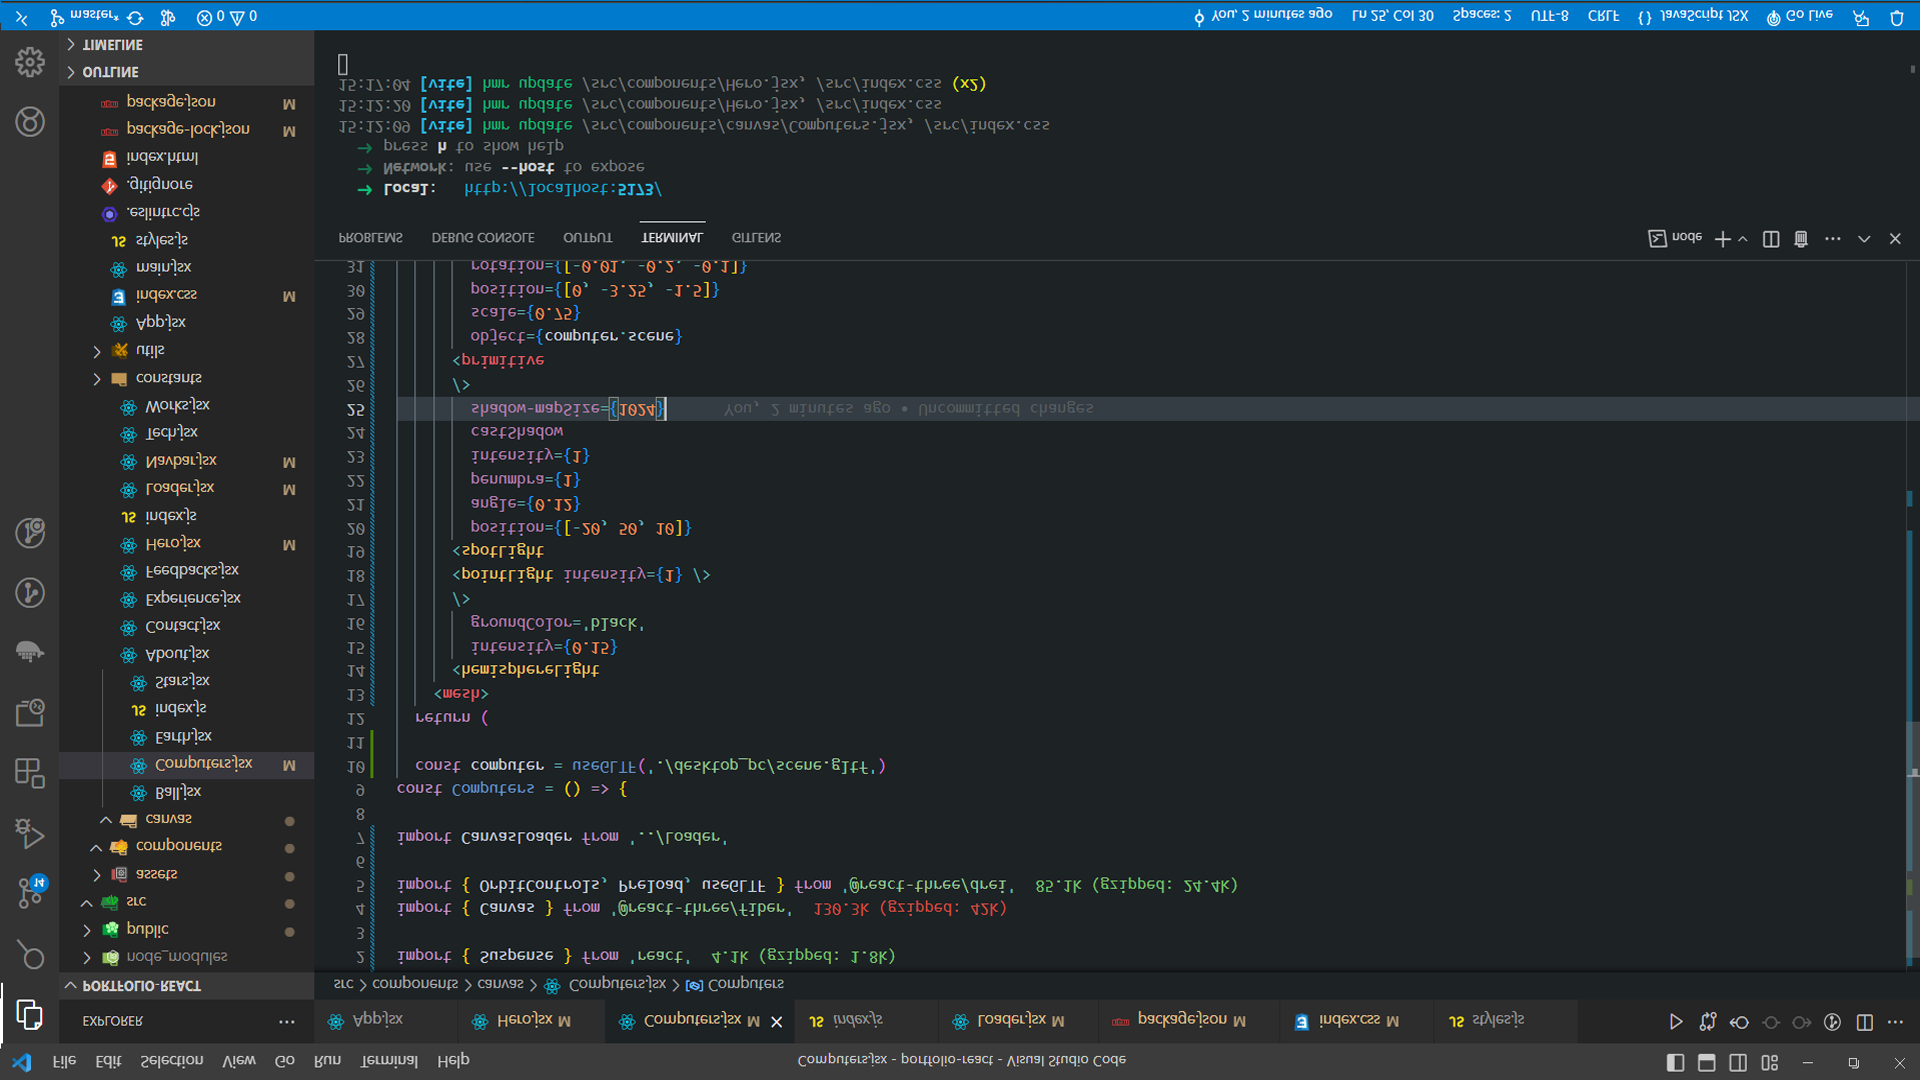 File Edit Selection View Go Run Terminal Help
Computers.jsx - portfolio-react - Visual Studio Code
EXPLORER
PORTFOLIO-REACT
node_modules
public
src
assets
components
canvas
Ball.jsx
Computers.jsx M
Earth.jsx
index.js
Stars.jsx
About.jsx
Contact.jsx
Experience.jsx
Feedbacks.jsx
Hero.jsx M
index.js
Loader.jsx M
Navbar.jsx M
Tech.jsx
Works.jsx
constants
utils
App.jsx
index.css M
main.jsx
styles.js
.eslintrc.cjs
.gitignore
index.html
package-lock.json M
package.json M
OUTLINE
TIMELINE
14
App.jsx Hero.jsx M Computers.jsx M index.js Loader.jsx M package.json M index.css M styles.js
src > components > canvas > Computers.jsx > Computers
2 import { Suspense } from 'react' 4.1k (gzipped: 1.8k)
3
4 import { Canvas } from '@react-three/fiber' 130.3k (gzipped: 42k)
5 import { OrbitControls, Preload, useGLTF } from '@react-three/drei' 85.1k (gzipped: 24.4k)
6
7 import CanvasLoader from '../Loader'
8
9 const Computers = () => {
10 const computer = useGLTF('./desktop_pc/scene.gltf')
11
12 return (
13 <mesh>
14 <hemisphereLight
15 intensity={0.15}
16 groundColor='black'
17 />
18 <pointLight intensity={1} />
19 <spotLight
20 position={[-20, 50, 10]}
21 angle={0.12}
22 penumbra={1}
23 intensity={1}
24 castShadow
25 shadow-mapSize={1024} You, 2 minutes ago • Uncommitted changes
26 />
27 <primitive
28 object={computer.scene}
29 scale={0.75}
30 position={[0, -3.25, -1.5]}
31 rotation={[-0.01, -0.2, -0.1]}
PROBLEMS DEBUG CONSOLE OUTPUT TERMINAL GITLENS
node
➜ Local: http://localhost:5173/
➜ Network: use --host to expose
➜ press h to show help
15:12:09 [vite] hmr update /src/components/canvas/Computers.jsx, /src/index.css
15:12:20 [vite] hmr update /src/components/Hero.jsx, /src/index.css
15:17:04 [vite] hmr update /src/components/Hero.jsx, /src/index.css (x2)
master* 0 0
You, 2 minutes ago Ln 25, Col 30 Spaces: 2 UTF-8 CRLF {} JavaScript JSX Go Live